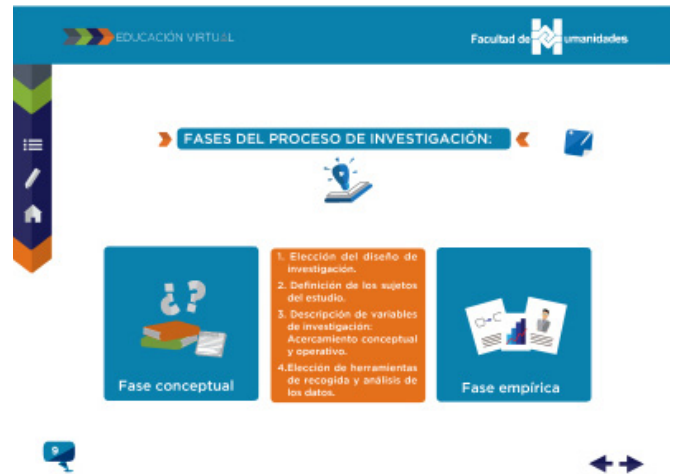 EDUCACIÓN VIRTUAL
Facultad de Humanidades
FASES DEL PROCESO DE INVESTIGACIÓN:
¿?
Fase conceptual
1. Elección del diseño de
investigación.
2. Definición de los sujetos
del estudio.
3. Descripción de variables
de investigación:
Acercamiento conceptual
y operativo.
4.Elección de herramientas
de recogida y análisis de
los datos.
Fase empírica
9